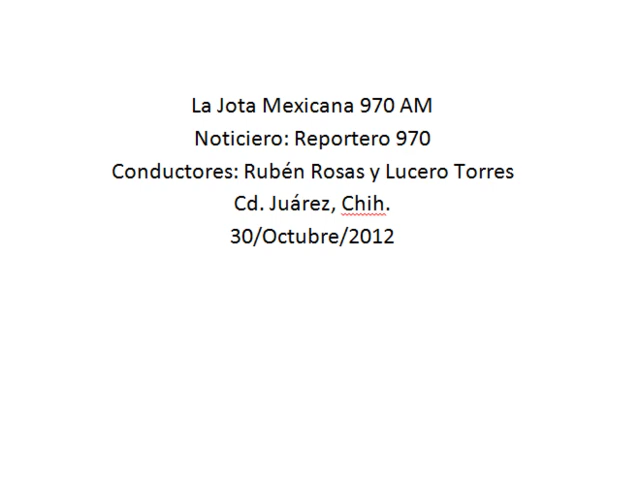 La Jota Mexicana 970 AM
Noticiero: Reportero 970
Conductores: Rubén Rosas y Lucero Torres
Cd. Juárez, Chih.
30/Octubre/2012